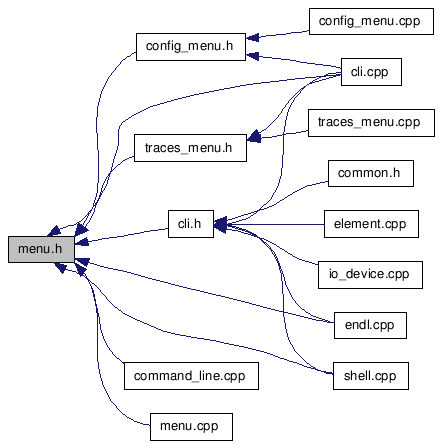 config_menu.cpp
config_menu.h
cli.cpp
traces_menu.cpp
traces_menu.h
common.h
cli.h
element.cpp
menu.h
io_device.cpp
endl.cpp
command_line.cpp
shell.cpp
menu.cpp